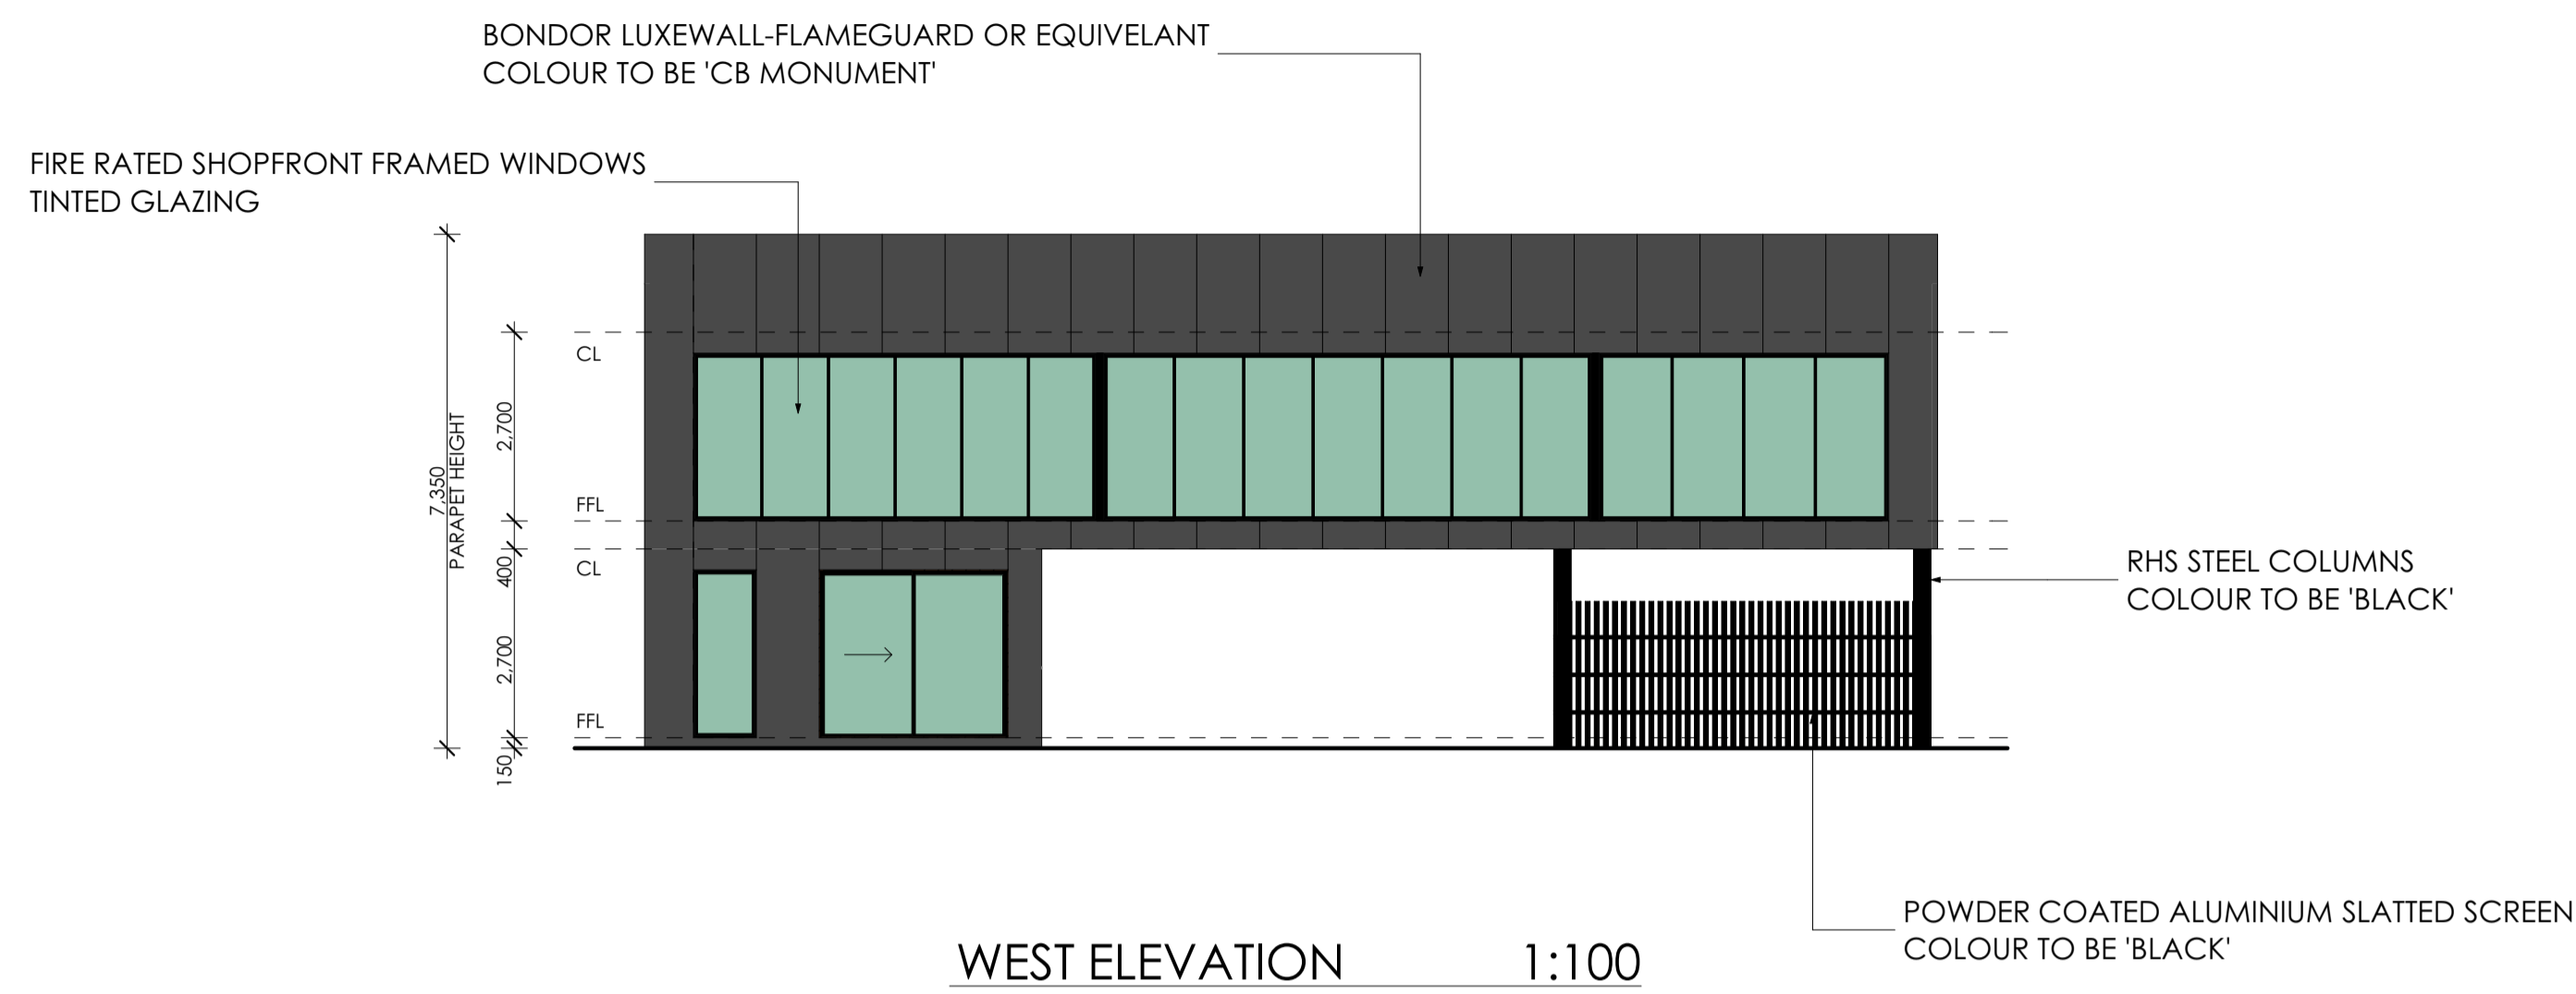 BONDOR LUXEWALL-FLAMEGUARD OR EQUIVELANT
COLOUR TO BE 'CB MONUMENT'
FIRE RATED SHOPFRONT FRAMED WINDOWS
TINTED GLAZING
7,350
PARAPET HEIGHT
2,700
400
2,700
150
CL
FFL
CL
FFL
RHS STEEL COLUMNS
COLOUR TO BE 'BLACK'
POWDER COATED ALUMINIUM SLATTED SCREEN
COLOUR TO BE 'BLACK'
WEST ELEVATION 1:100